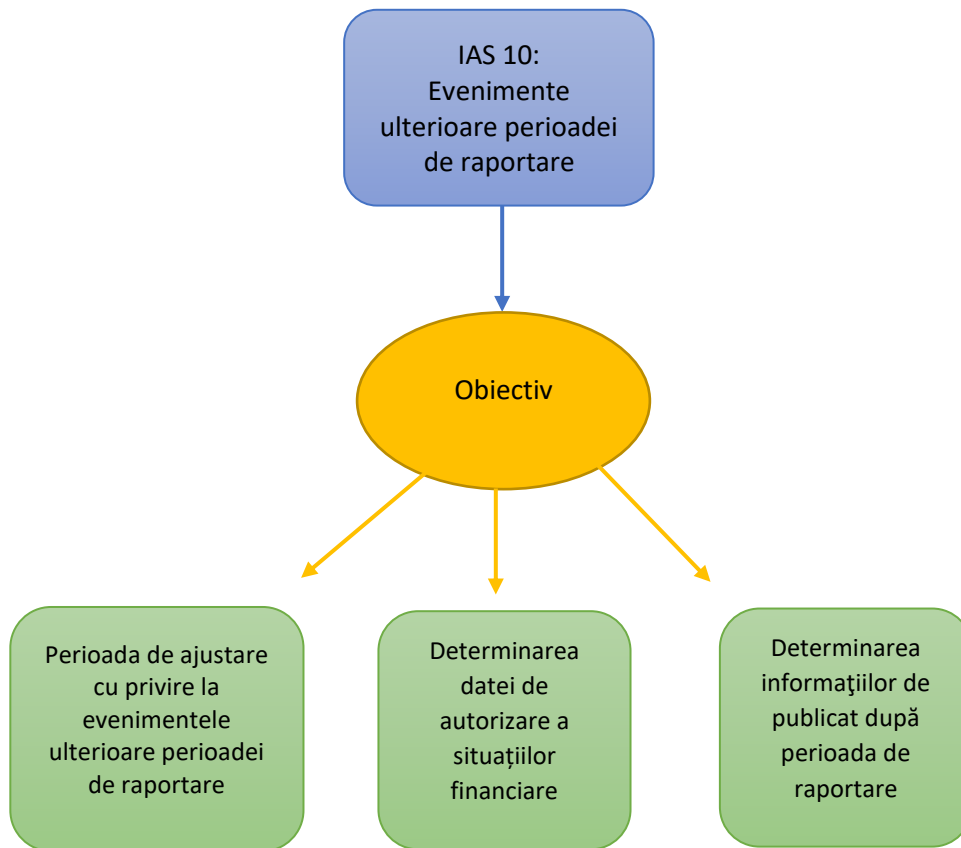 IAS 10:
Evenimente
ulterioare perioadei
de raportare
Obiectiv
Perioada de ajustare
cu privire la
evenimentele
ulterioare perioadei
de raportare
Determinarea
datei de
autorizare a
situațiilor
financiare
Determinarea
informaţiilor de
publicat după
perioada de
raportare